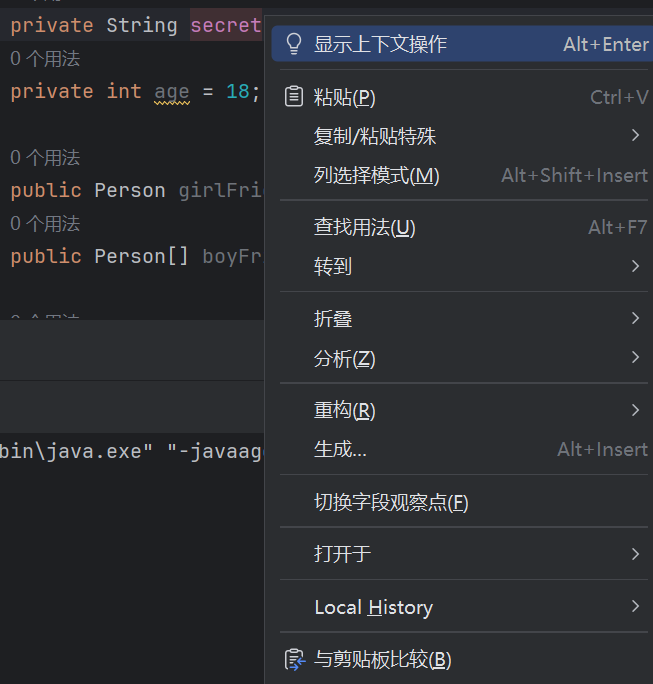 private String secret
0 个用法
private int age = 18;
0 个用法
public Person girlFri
0 个用法
public Person[] boyFr
bin\java.exe" "-javaag
显示上下文操作 Alt+Enter
粘贴(P) Ctrl+V
复制/粘贴特殊
列选择模式(M) Alt+Shift+Insert
查找用法(U) Alt+F7
转到
折叠
分析(Z)
重构(R)
生成... Alt+Insert
切换字段观察点(F)
打开于
Local History
与剪贴板比较(B)